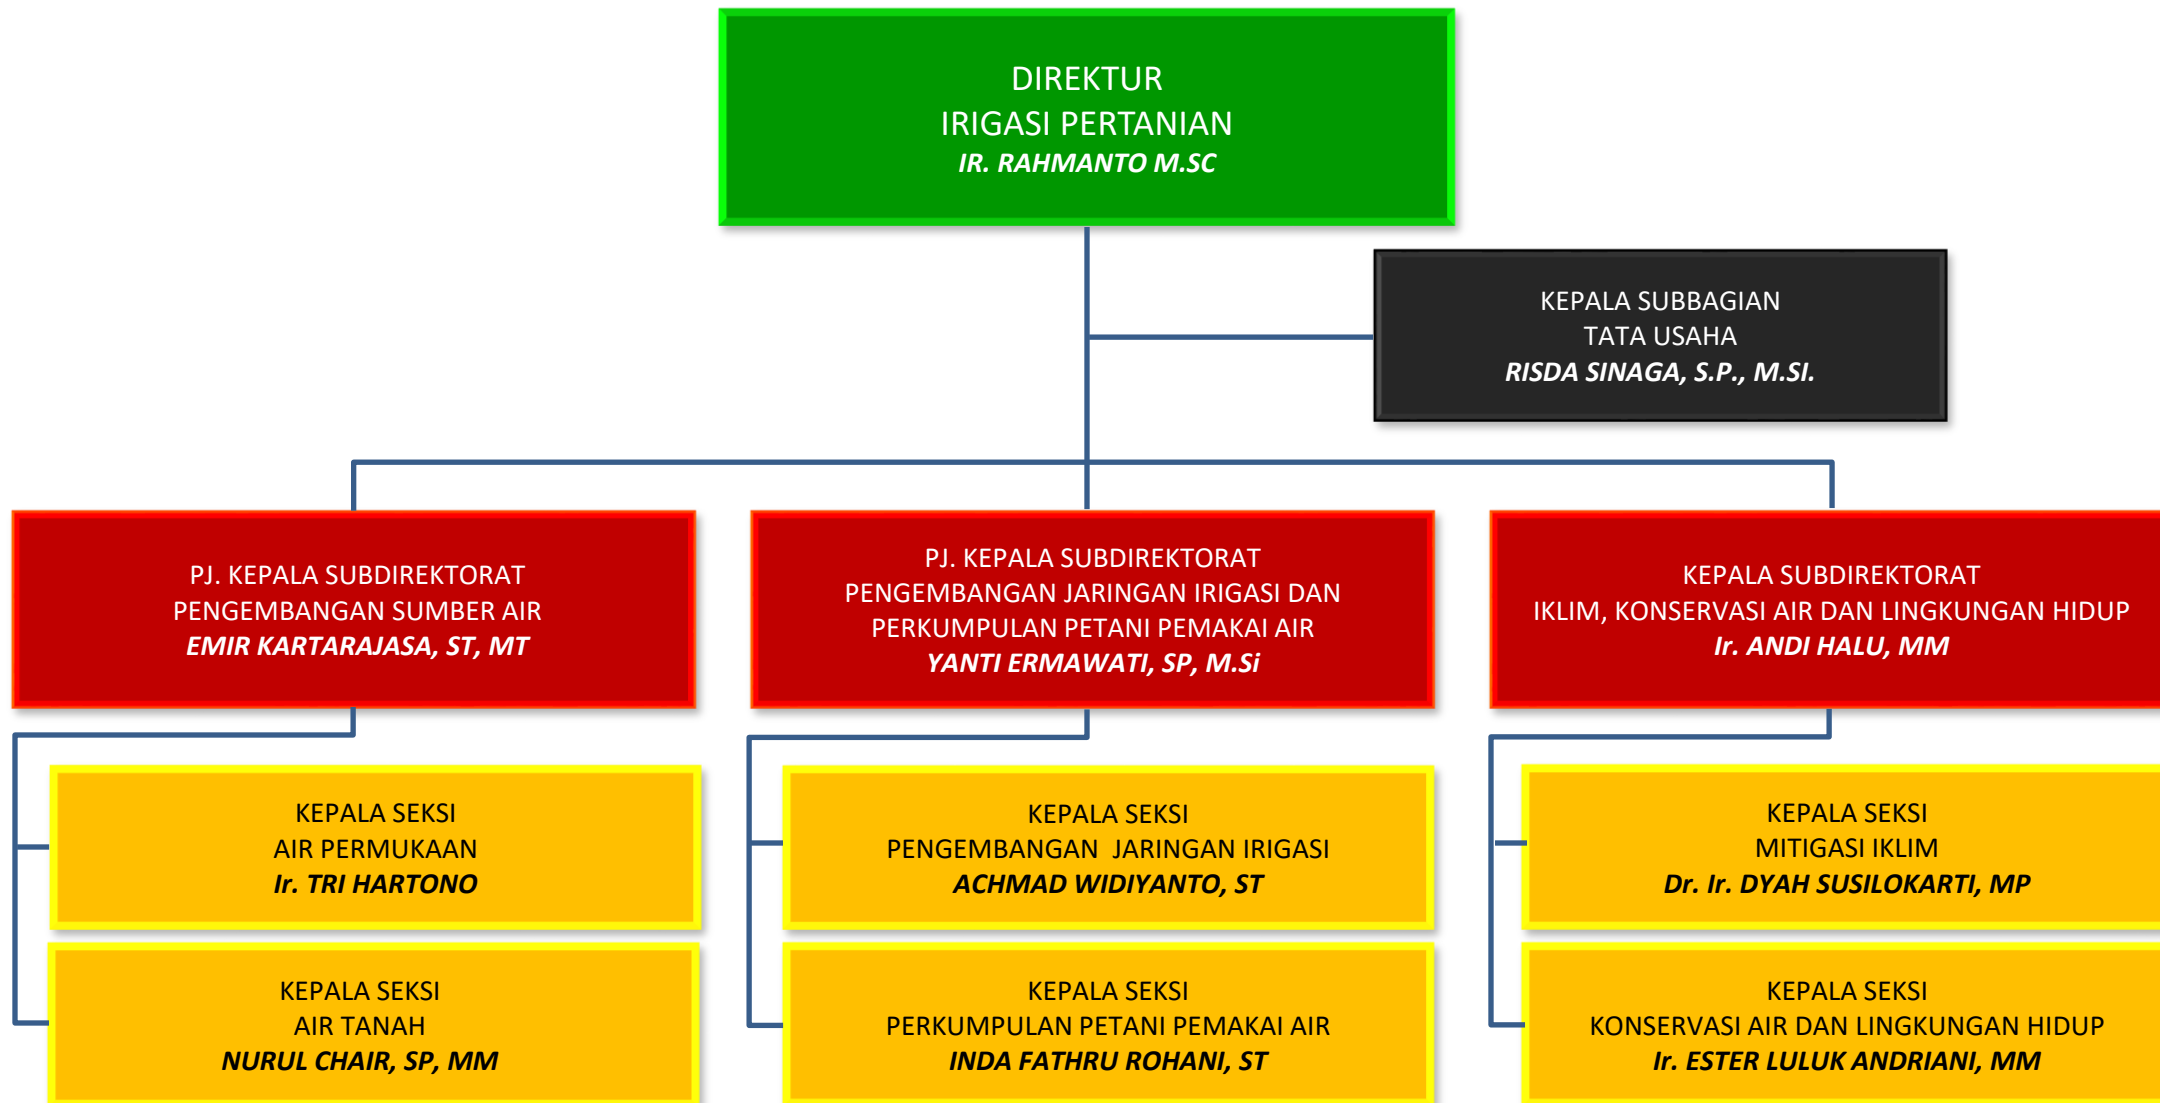 DIREKTUR
IRIGASI PERTANIAN
IR. RAHMANTO M.SC
KEPALA SUBBAGIAN
TATA USAHA
RISDA SINAGA, S.P., M.SI.
PJ. KEPALA SUBDIREKTORAT
PENGEMBANGAN SUMBER AIR
EMIR KARTARAJASA, ST, MT
PJ. KEPALA SUBDIREKTORAT
PENGEMBANGAN JARINGAN IRIGASI DAN
PERKUMPULAN PETANI PEMAKAI AIR
YANTI ERMAWATI, SP, M.Si
KEPALA SUBDIREKTORAT
IKLIM, KONSERVASI AIR DAN LINGKUNGAN HIDUP
Ir. ANDI HALU, MM
KEPALA SEKSI
AIR PERMUKAAN
Ir. TRI HARTONO
KEPALA SEKSI
PENGEMBANGAN  JARINGAN IRIGASI
ACHMAD WIDIYANTO, ST
KEPALA SEKSI
MITIGASI IKLIM
Dr. Ir. DYAH SUSILOKARTI, MP
KEPALA SEKSI
AIR TANAH
NURUL CHAIR, SP, MM
KEPALA SEKSI
PERKUMPULAN PETANI PEMAKAI AIR
INDA FATHRU ROHANI, ST
KEPALA SEKSI
KONSERVASI AIR DAN LINGKUNGAN HIDUP
Ir. ESTER LULUK ANDRIANI, MM